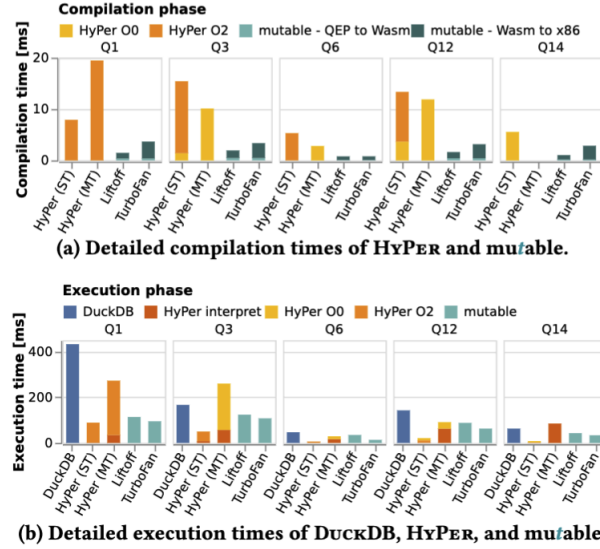 Compilation phase
HyPer O0 HyPer O2 mutable - QEP to Wasm mutable - Wasm to x86
Q1 Q3 Q6 Q12 Q14
Compilation time [ms]
20
10
0
HyPer (ST) HyPer (MT) Liftoff TurboFan HyPer (ST) HyPer (MT) Liftoff TurboFan HyPer (ST) HyPer (MT) Liftoff TurboFan HyPer (ST) HyPer (MT) Liftoff TurboFan HyPer (ST) HyPer (MT) Liftoff TurboFan
(a) Detailed compilation times of HYPER and mutable.
Execution phase
DuckDB HyPer interpret HyPer O0 HyPer O2 mutable
Q1 Q3 Q6 Q12 Q14
Execution time [ms]
400
200
0
DuckDB HyPer (ST) HyPer (MT) Liftoff TurboFan DuckDB HyPer (ST) HyPer (MT) Liftoff TurboFan DuckDB HyPer (ST) HyPer (MT) Liftoff TurboFan DuckDB HyPer (ST) HyPer (MT) Liftoff TurboFan DuckDB HyPer (ST) HyPer (MT) Liftoff TurboFan
(b) Detailed execution times of DUCKDB, HYPER, and mutable